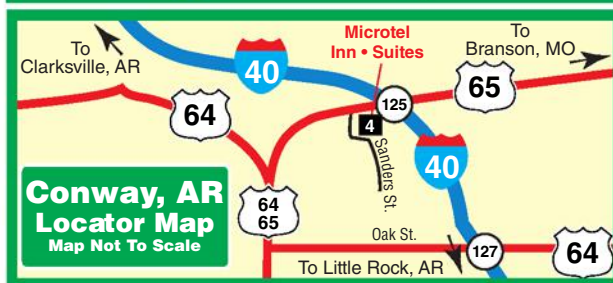 To
Clarksville, AR
40
Microtel
Inn • Suites
To
Branson, MO
64
125
65
4
Sanders St.
40
Conway, AR
Locator Map
Map Not To Scale
64
65
Oak St.
To Little Rock, AR
127
64